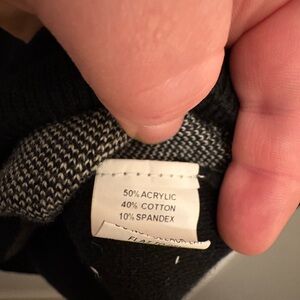 50% ACRYLIC
40% COTTON
10% SPANDEX